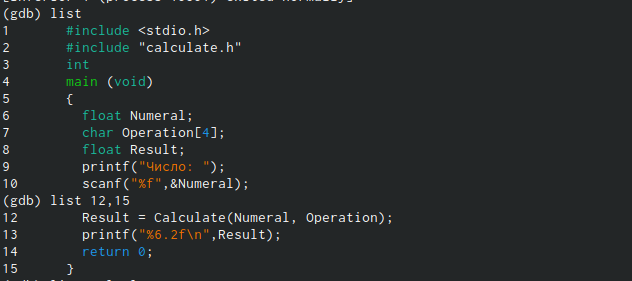 (gdb) list
1 #include <stdio.h>
2 #include "calculate.h"
3 int
4 main (void)
5 {
6 float Numeral;
7 char Operation[4];
8 float Result;
9 printf("Число: ");
10 scanf("%f",&Numeral);
(gdb) list 12,15
12 Result = Calculate(Numeral, Operation);
13 printf("%6.2f\n",Result);
14 return 0;
15 }